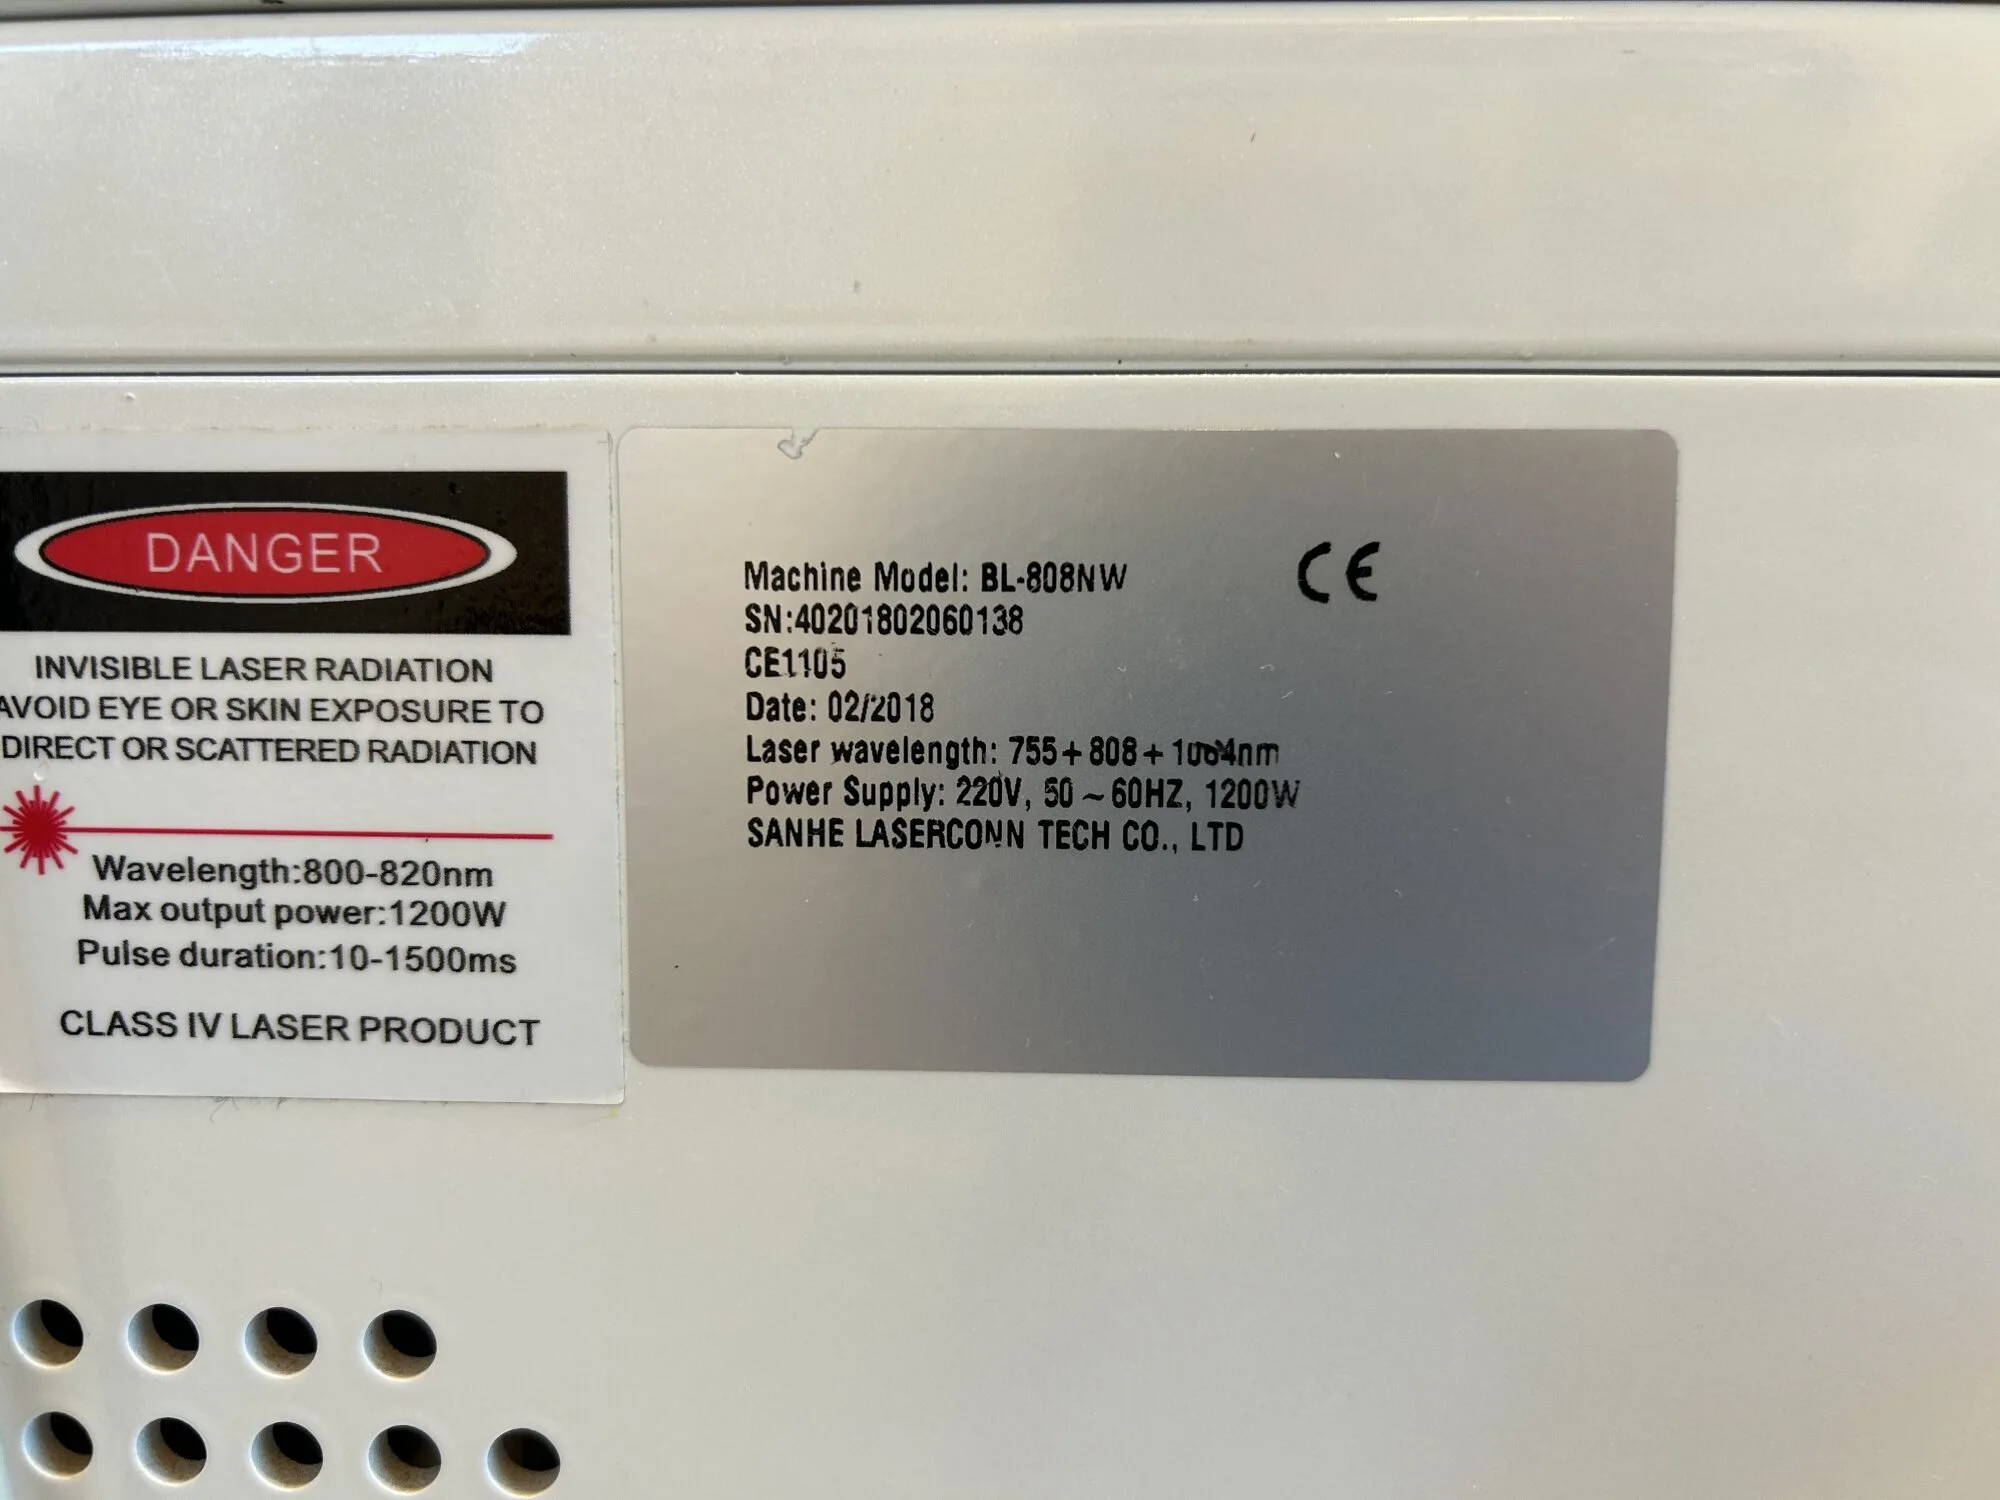 DANGER
INVISIBLE LASER RADIATION
AVOID EYE OR SKIN EXPOSURE TO
DIRECT OR SCATTERED RADIATION
Wavelength:800-820nm
Max output power:1200W
Pulse duration:10-1500ms
CLASS IV LASER PRODUCT
CE
Machine Model: BL-808NW
SN:40201802060138
CE1105
Date: 02/2018
Laser wavelength: 755+808+1064nm
Power Supply: 220V, 50~60HZ, 1200W
SANHE LASERCONN TECH CO., LTD